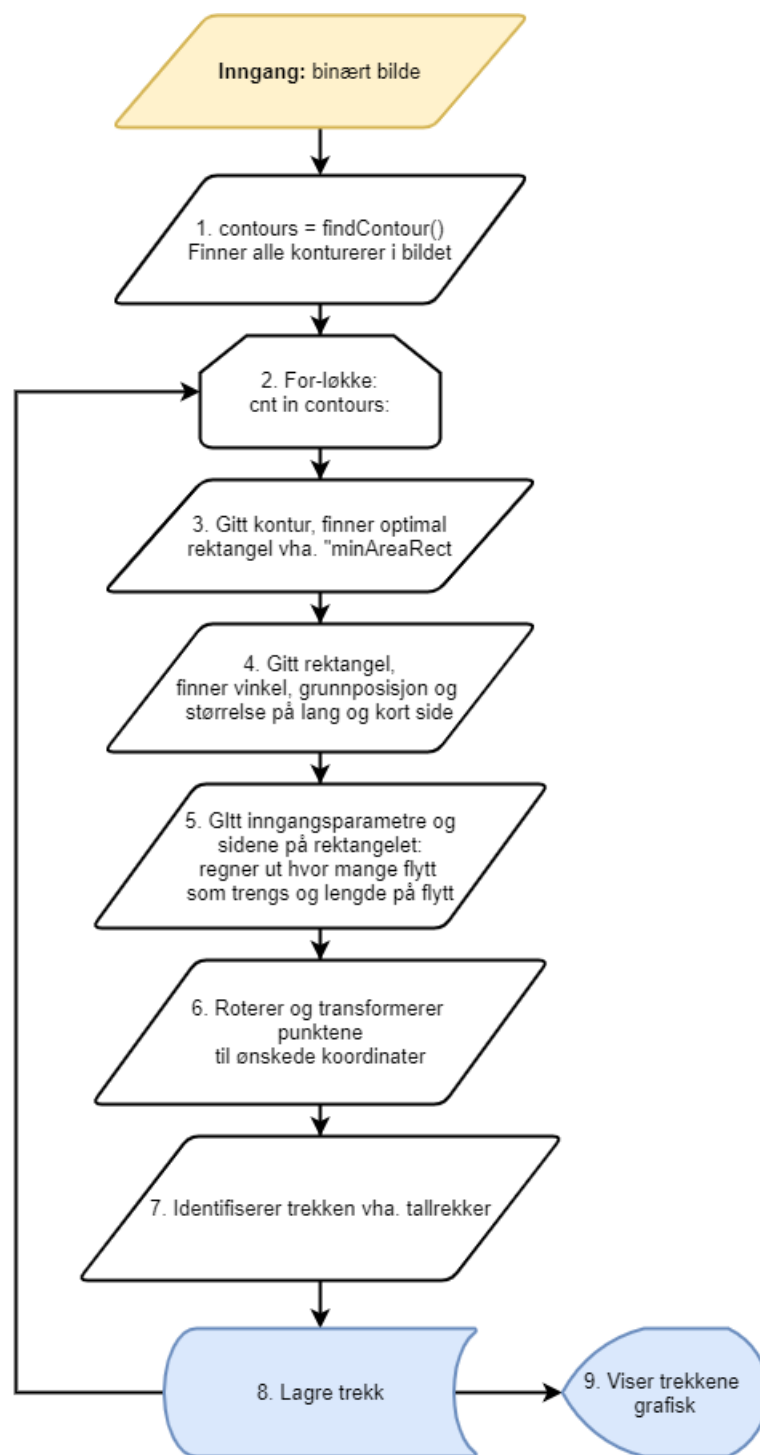 Inngang: binært bilde
1. contours = findContour()
Finner alle konturerer i bildet
2. For-løkke:
cnt in contours:
3. Gitt kontur, finner optimal
rektangel vha. "minAreaRect
4. Gitt rektangel,
finner vinkel, grunnposisjon og
størrelse på lang og kort side
5. GItt inngangsparametre og
sidene på rektangelet:
regner ut hvor mange flytt
som trengs og lengde på flytt
6. Roterer og transformerer
punktene
til ønskede koordinater
7. Identifiserer trekken vha. tallrekker
8. Lagre trekk
9. Viser trekkene
grafisk